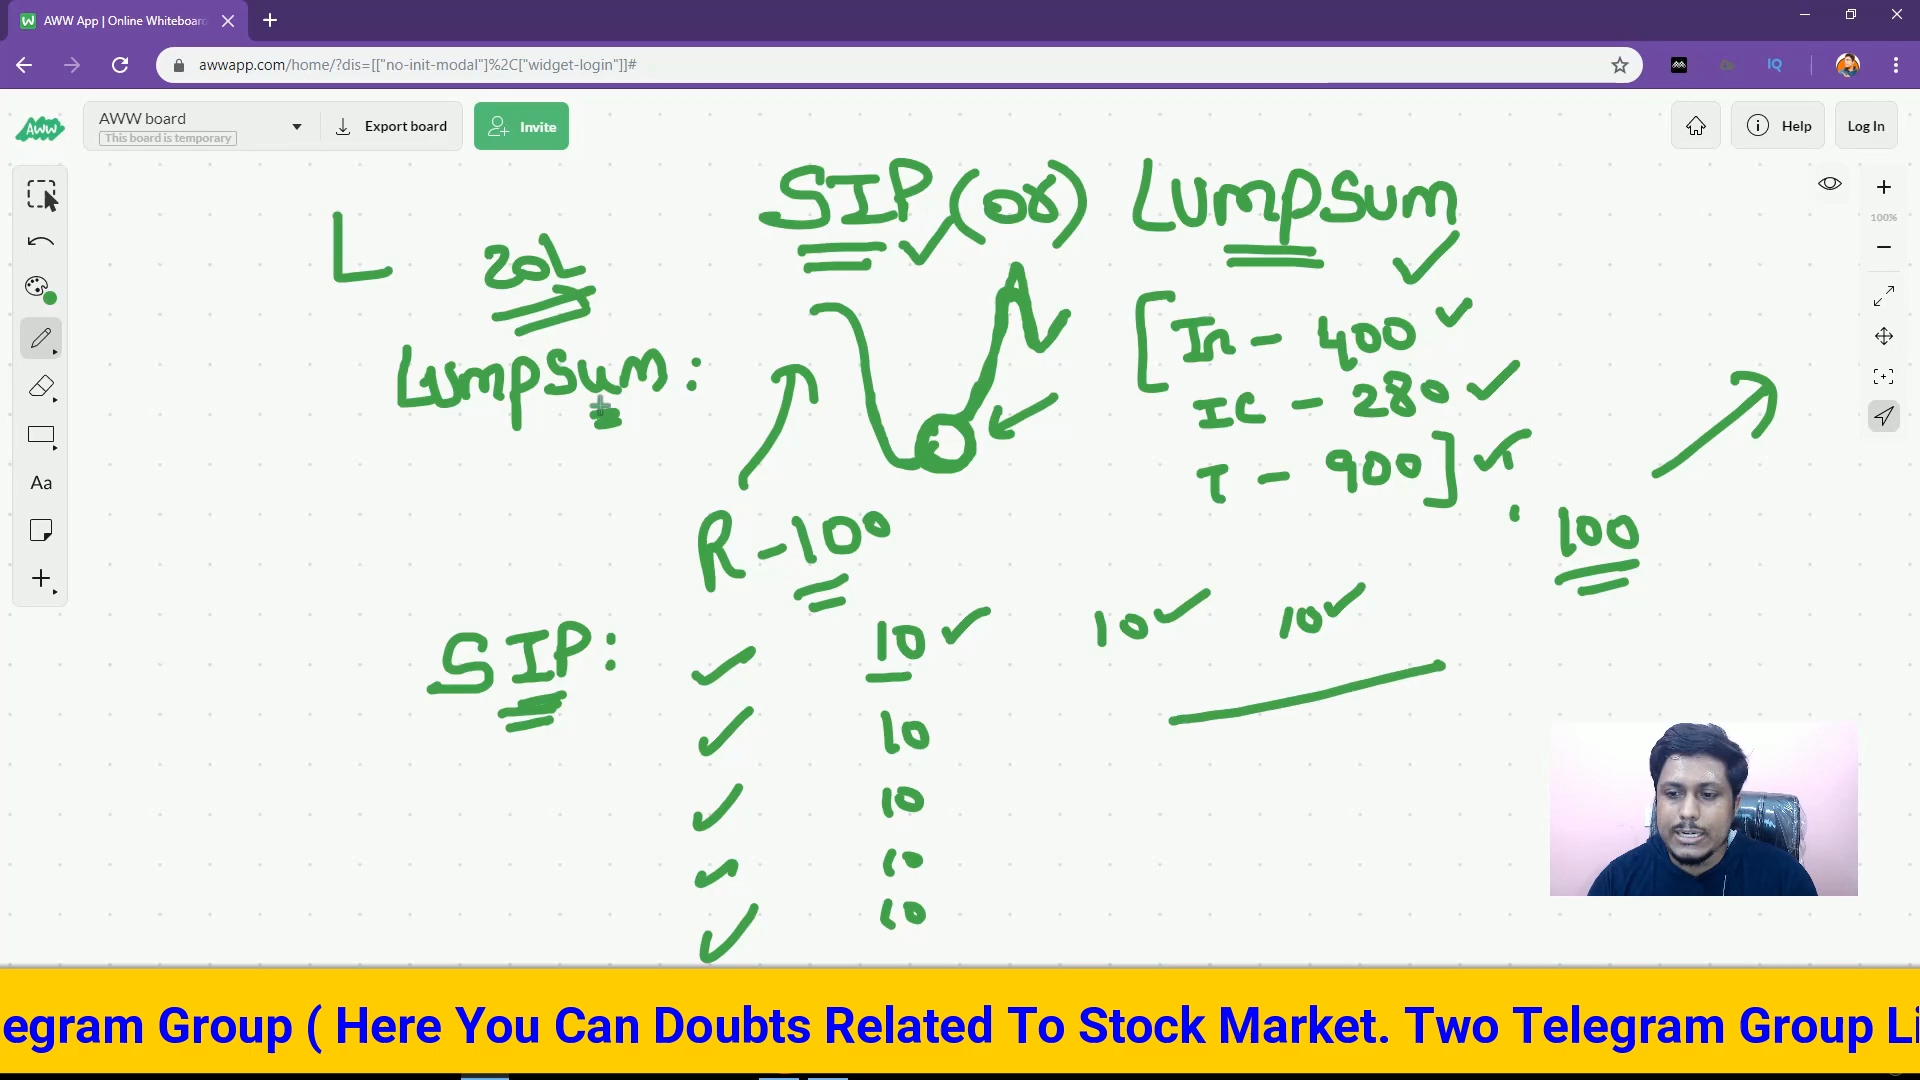 AWW App | Online Whiteboard
awwapp.com/home/?dis=[["no-init-modal"]%2C["widget-login"]]#
IQ
AWW
AWW board
This board is temporary
Export board
Invite
Help
Log In
100%
Aa
SIP (or) Lumpsum
L
20L
Lumpsum:
In - 400
IC - 280
T - 900
R - 100
100
SIP:
10 10 10
10
10
10
10
egram Group ( Here You Can Doubts Related To Stock Market. Two Telegram Group Li